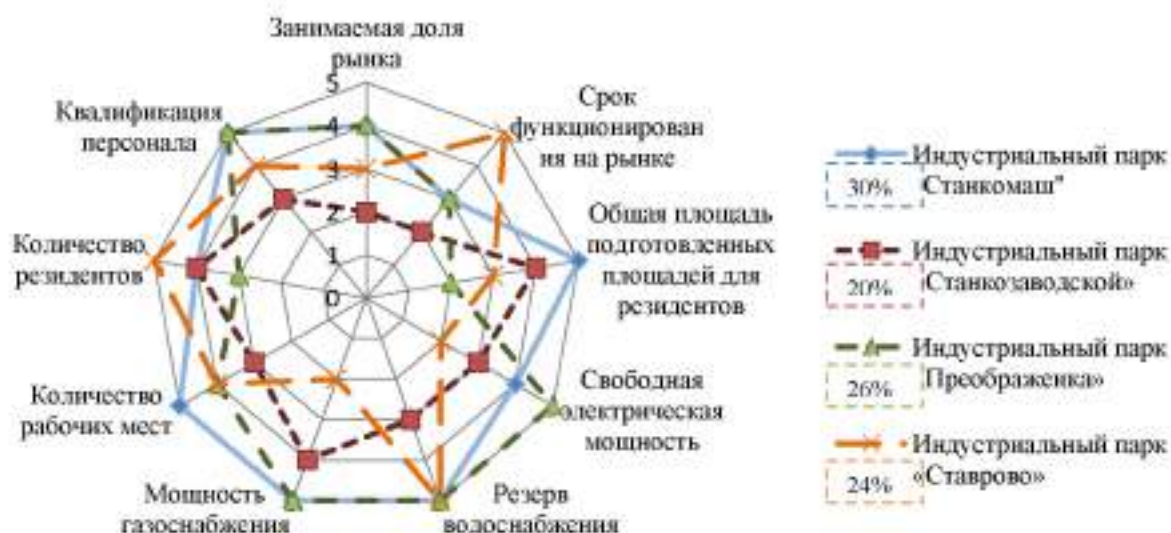 Занимаемая доля
рынка
Срок
функционирован
ия на рынке
Общая площадь
подготовленных
площадей для
резидентов
Свободная
электрическая
мощность
Резерв
водоснабжения
Мощность
газоснабжения
Количество
рабочих мест
Количество
резидентов
Квалификация
персонала
5
4
3
2
1
0
Индустриальный парк
Станкомаш"
30%
Индустриальный парк
Станкозаводской»
20%
Индустриальный парк
Преображенка»
26%
Индустриальный парк
«Ставрово»
24%